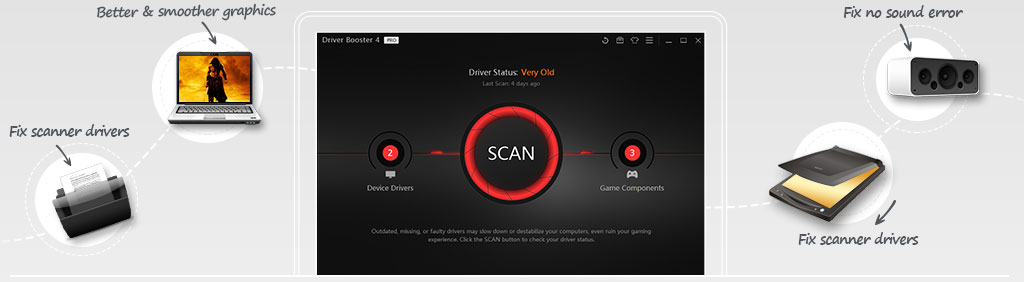 Better & smoother graphics
Fix no sound error
Driver Booster 4 PRO
Driver Status: Very Old
Last Scan: 4 days ago
Fix scanner drivers
2
SCAN
3
Device Drivers
Game Components
Fix scanner drivers
Outdated, missing, or faulty drivers may slow down or destabilize your computers, even ruin your gaming
experience. Click the SCAN button to check your driver status.